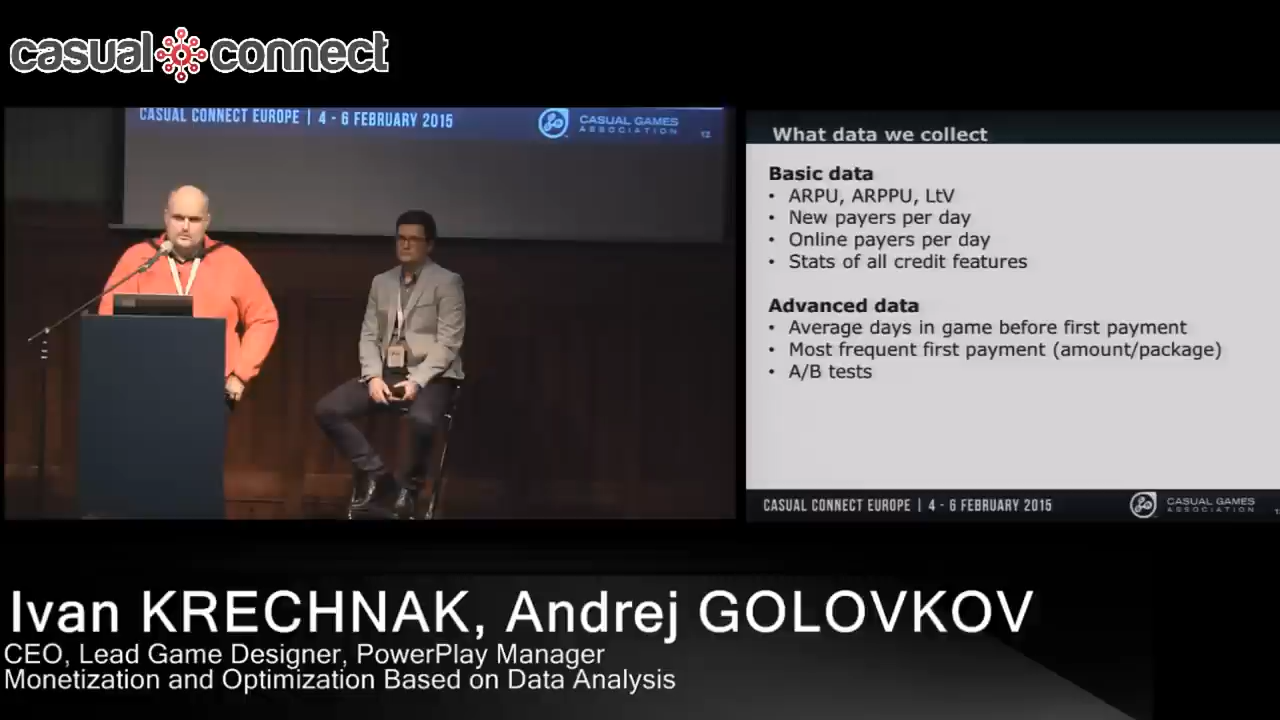 casual connect
CASUAL CONNECT EUROPE | 4 - 6 FEBRUARY 2015
CASUAL GAMES
ASSOCIATION
What data we collect
Basic data
• ARPU, ARPPU, LtV
• New payers per day
• Online payers per day
• Stats of all credit features
Advanced data
• Average days in game before first payment
• Most frequent first payment (amount/package)
• A/B tests
CASUAL CONNECT EUROPE | 4 - 6 FEBRUARY 2015
CASUAL GAMES
ASSOCIATION
Ivan KRECHNAK, Andrej GOLOVKOV
CEO, Lead Game Designer, PowerPlay Manager
Monetization and Optimization Based on Data Analysis